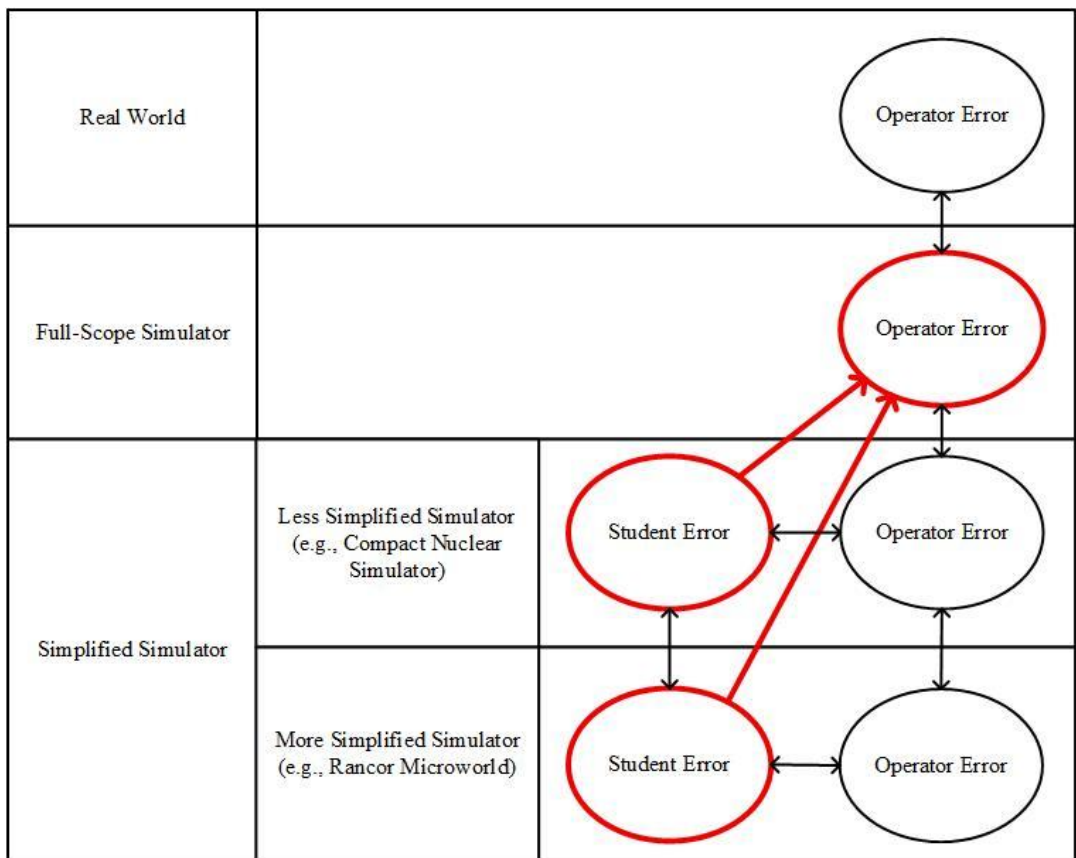 Real World
Operator Error
Full-Scope Simulator
Operator Error
Simplified Simulator
Less Simplified Simulator
(e.g., Compact Nuclear
Simulator)
Student Error
Operator Error
More Simplified Simulator
(e.g., Rancor Microworld)
Student Error
Operator Error